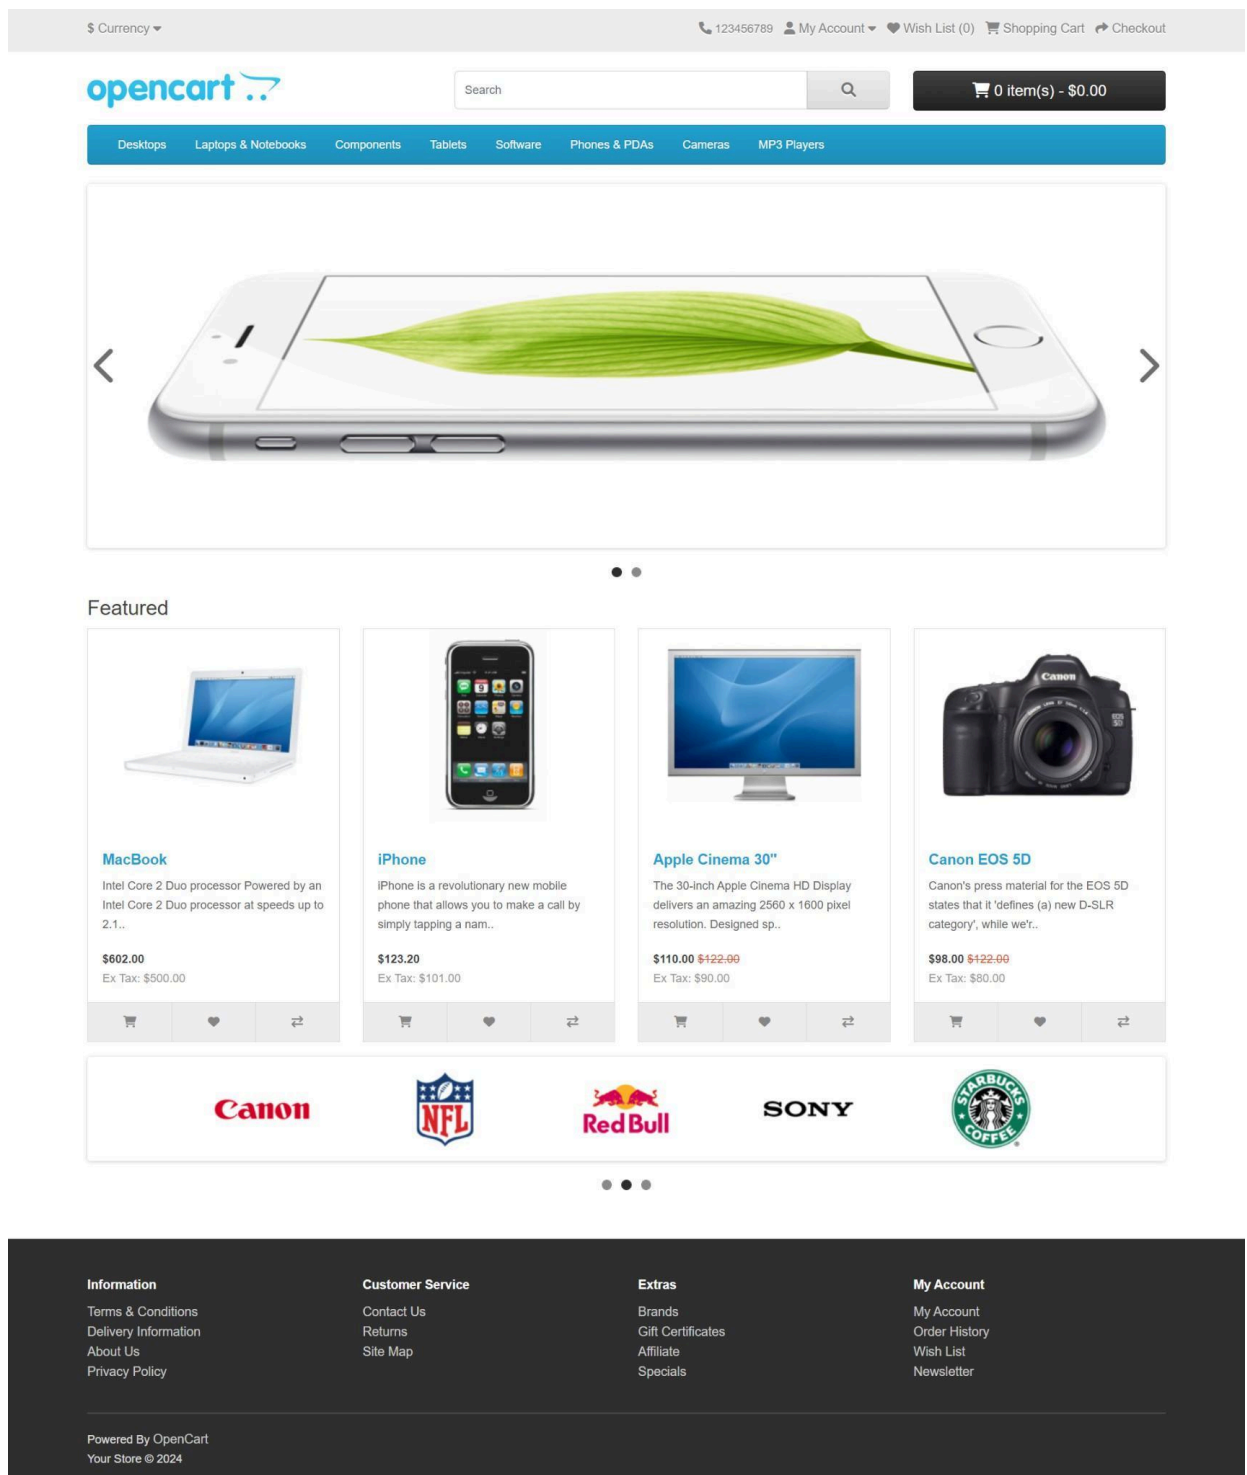 $ Currency
123456789 My Account Wish List (0) Shopping Cart Checkout
opencart
Search
0 item(s) - $0.00
Desktops Laptops & Notebooks Components Tablets Software Phones & PDAs Cameras MP3 Players
Featured
Canon
EOS
5D
MacBook
Intel Core 2 Duo processor Powered by an
Intel Core 2 Duo processor at speeds up to
2.1..
$602.00
Ex Tax: $500.00
iPhone
iPhone is a revolutionary new mobile
phone that allows you to make a call by
simply tapping a nam..
$123.20
Ex Tax: $101.00
Apple Cinema 30"
The 30-inch Apple Cinema HD Display
delivers an amazing 2560 x 1600 pixel
resolution. Designed sp..
$110.00 $122.00
Ex Tax: $90.00
Canon EOS 5D
Canon's press material for the EOS 5D
states that it 'defines (a) new D-SLR
category', while we'r..
$98.00 $122.00
Ex Tax: $80.00
Canon
NFL
Red Bull
SONY
STARBUCKS
COFFEE
Information
Terms & Conditions
Delivery Information
About Us
Privacy Policy
Customer Service
Contact Us
Returns
Site Map
Extras
Brands
Gift Certificates
Affiliate
Specials
My Account
My Account
Order History
Wish List
Newsletter
Powered By OpenCart
Your Store © 2024